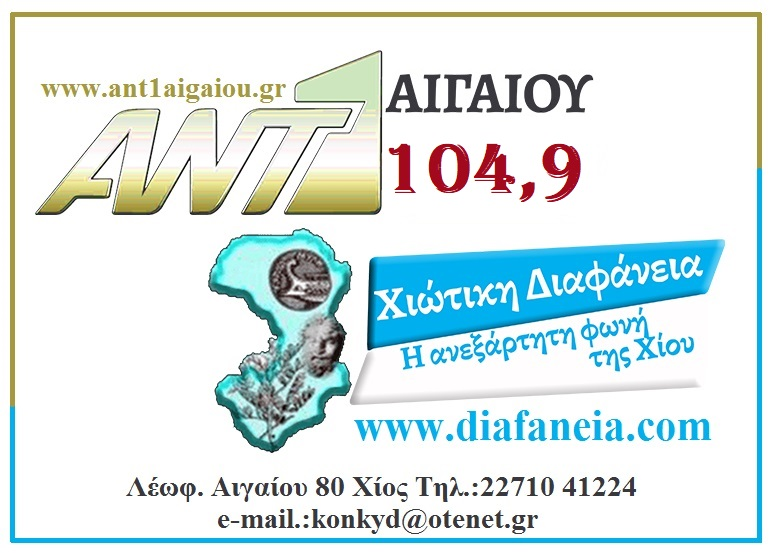 www.ant1aigaiou.gr
ANT1 ΑΙΓΑΙΟΥ
104,9
Χιώτικη Διαφάνεια
Η ανεξάρτητη φωνή
της Χίου
www.diafaneia.com
Λέωφ. Αιγαίου 80 Χίος Τηλ.:22710 41224
e-mail.:konkyd@otenet.gr